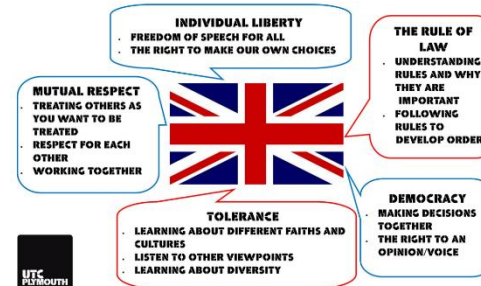 INDIVIDUAL LIBERTY
. FREEDOM OF SPEECH FOR ALL
. THE RIGHT TO MAKE OUR OWN CHOICES
THE RULE OF
LAW
. UNDERSTANDING
RULES AND WHY
THEY ARE
IMPORTANT
. FOLLOWING
RULES TO
DEVELOP ORDER
MUTUAL RESPECT
. TREATING OTHERS AS
YOU WANT TO BE
TREATED
. RESPECT FOR EACH
OTHER
. WORKING TOGETHER
DEMOCRACY
. MAKING DECISIONS
TOGETHER
. THE RIGHT TO AN
OPINION/VOICE
TOLERANCE
. LEARNING ABOUT DIFFERENT FAITHS AND
CULTURES
. LISTEN TO OTHER VIEWPOINTS
. LEARNING ABOUT DIVERSITY
UTC
PLYMOUTH